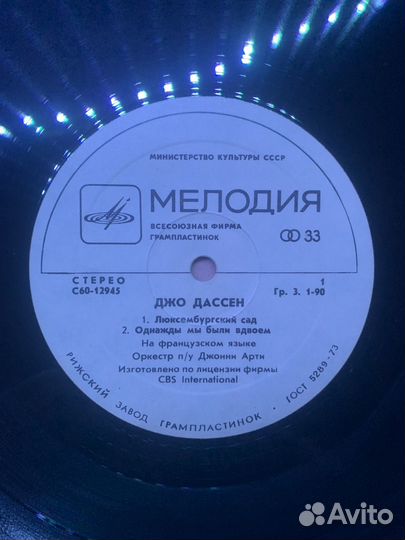 МИНИСТЕРСТВО КУЛЬТУРЫ СССР
МЕЛОДИЯ
ВСЕСОЮЗНАЯ ФИРМА
ГРАМПЛАСТИНОК
33
СТЕРЕО
С60-12945
1
Гр. 3. 1-90
ДЖО ДАССЕН
1. Люксембургский сад
2. Однажды мы были вдвоем
На французском языке
Оркестр п/у Джонни Арти
Изготовлено по лицензии фирмы
CBS International
РИЖСКИЙ ЗАВОД ГРАМПЛАСТИНОК · ГОСТ 5289-73
Avito